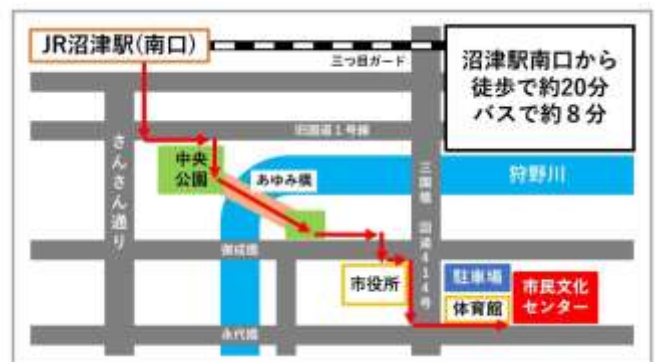 JR沼津駅(南口)
三つ目ガード
沼津駅南口から
徒歩で約20分
バスで約8分
さんさん通り
旧国道1号線
中央
公園
あゆみ橋
狩野川
三園橋 国道414号
御成橋
市役所
駐車場
体育館
市民文化
センター
永代橋